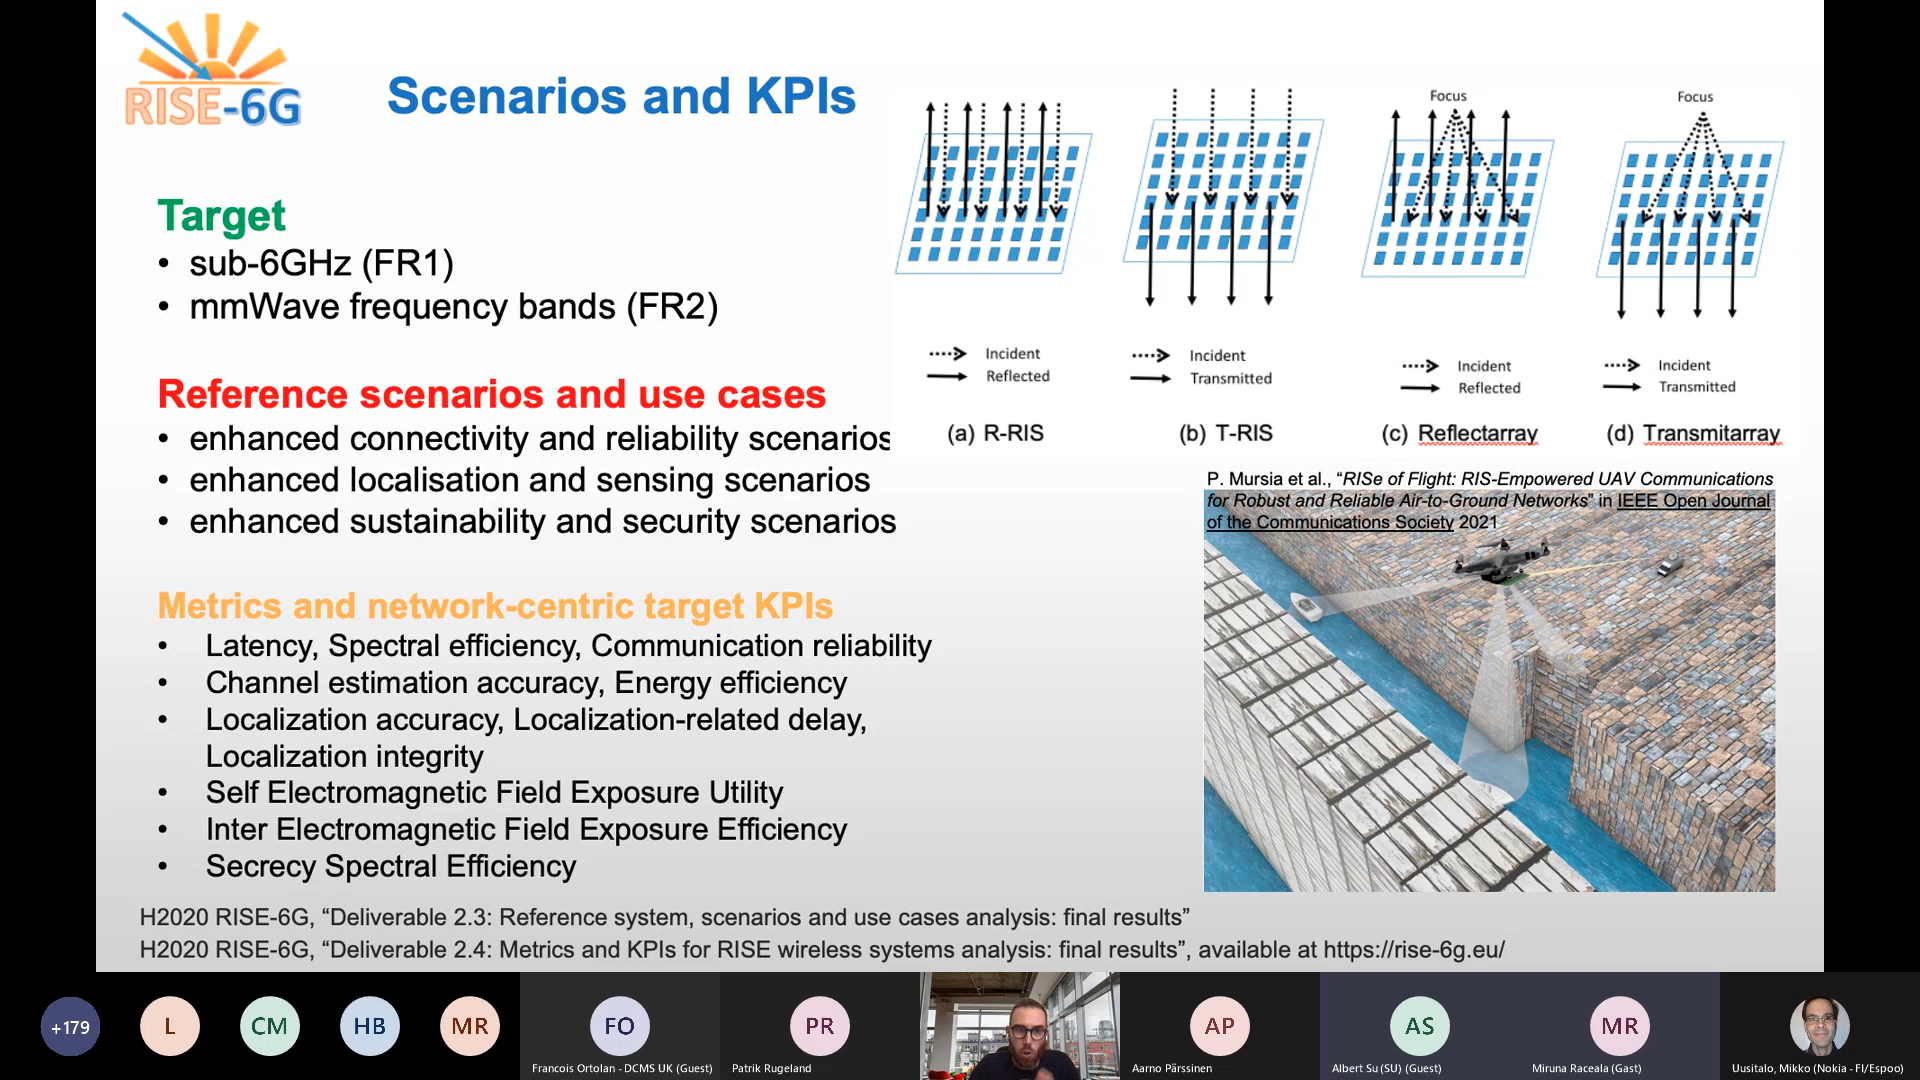 RISE-6G
Scenarios and KPIs
Target
• sub-6GHz (FR1)
• mmWave frequency bands (FR2)
Reference scenarios and use cases
• enhanced connectivity and reliability scenarios
• enhanced localisation and sensing scenarios
• enhanced sustainability and security scenarios
Metrics and network-centric target KPIs
• Latency, Spectral efficiency, Communication reliability
• Channel estimation accuracy, Energy efficiency
• Localization accuracy, Localization-related delay,
Localization integrity
• Self Electromagnetic Field Exposure Utility
• Inter Electromagnetic Field Exposure Efficiency
• Secrecy Spectral Efficiency
Incident
Reflected
(a) R-RIS
Incident
Transmitted
(b) T-RIS
Focus
Incident
Reflected
(c) Reflectarray
Focus
Incident
Transmitted
(d) Transmitarray
P. Mursia et al., “RISe of Flight: RIS-Empowered UAV Communications
for Robust and Reliable Air-to-Ground Networks” in IEEE Open Journal
of the Communications Society 2021
H2020 RISE-6G, “Deliverable 2.3: Reference system, scenarios and use cases analysis: final results”
H2020 RISE-6G, “Deliverable 2.4: Metrics and KPIs for RISE wireless systems analysis: final results”, available at https://rise-6g.eu/
+179
L
CM
HB
MR
FO
Francois Ortolan - DCMS UK (Guest)
PR
Patrik Rugeland
AP
Aarno Pärssinen
AS
Albert Su (SU) (Guest)
MR
Miruna Raceala (Gast)
Uusitalo, Mikko (Nokia - FI/Espoo)